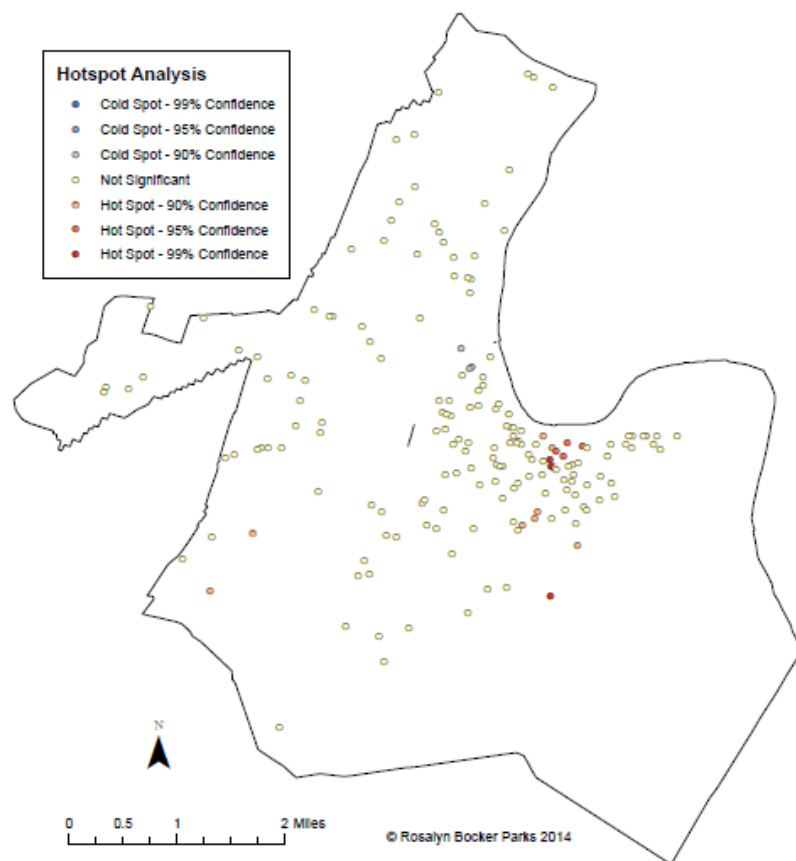 Hotspot Analysis
Cold Spot - 99% Confidence
Cold Spot - 95% Confidence
Cold Spot - 90% Confidence
Not Significant
Hot Spot - 90% Confidence
Hot Spot - 95% Confidence
Hot Spot - 99% Confidence
N
0 0.5 1 2 Miles
© Rosalyn Bocker Parks 2014